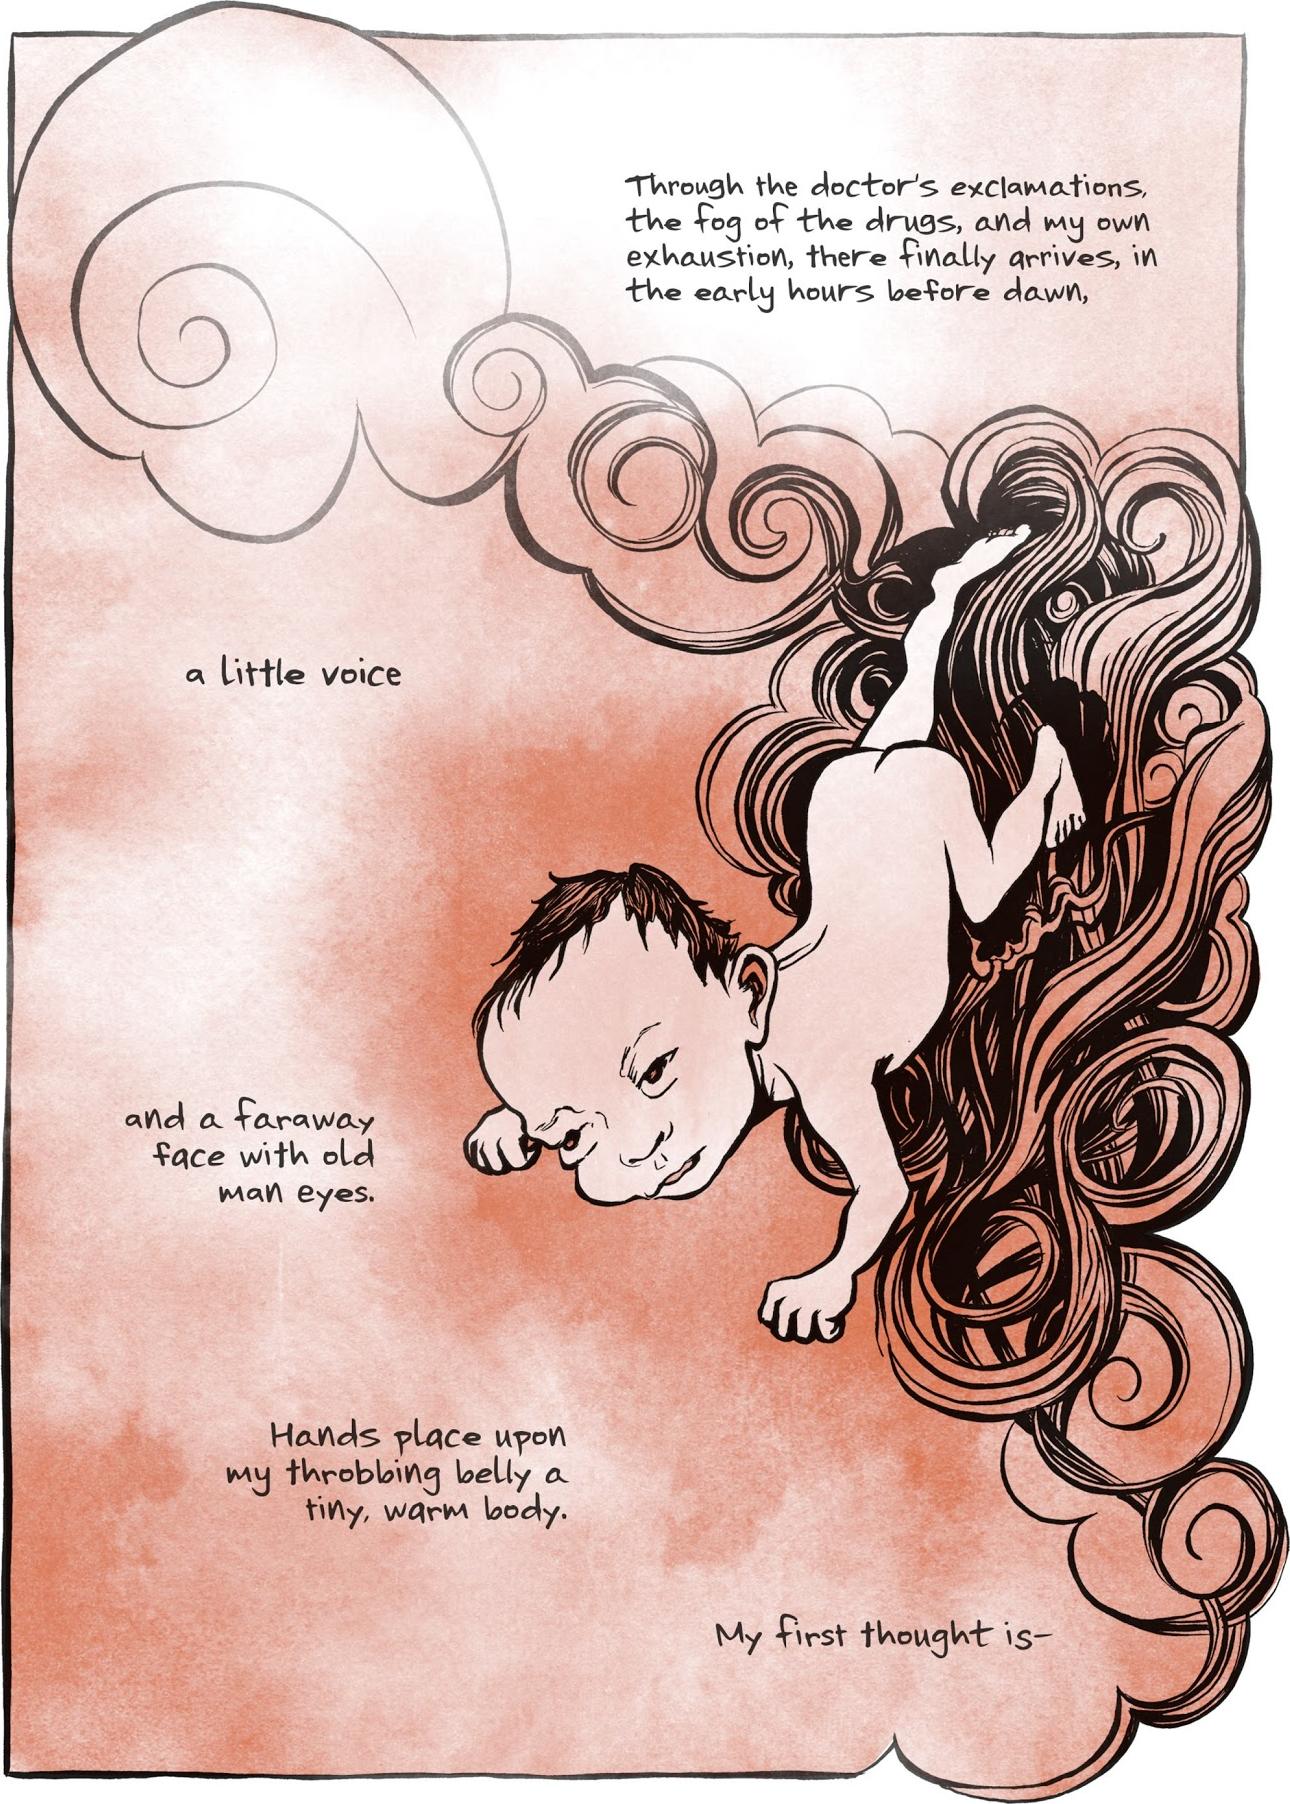 Through the doctor's exclamations,
the fog of the drugs, and my own
exhaustion, there finally arrives, in
the early hours before dawn,
a little voice
and a faraway
face with old
man eyes.
Hands place upon
my throbbing belly a
tiny, warm body.
My first thought is-